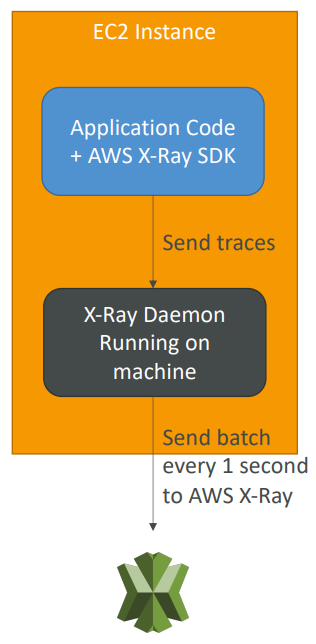 EC2 Instance
Application Code
+ AWS X-Ray SDK
Send traces
X-Ray Daemon
Running on
machine
Send batch
every 1 second
to AWS X-Ray